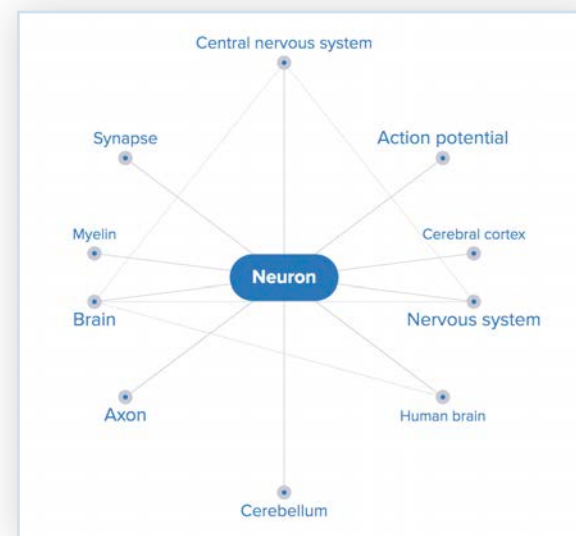 Central nervous system
Synapse
Action potential
Myelin
Cerebral cortex
Neuron
Brain
Nervous system
Axon
Human brain
Cerebellum